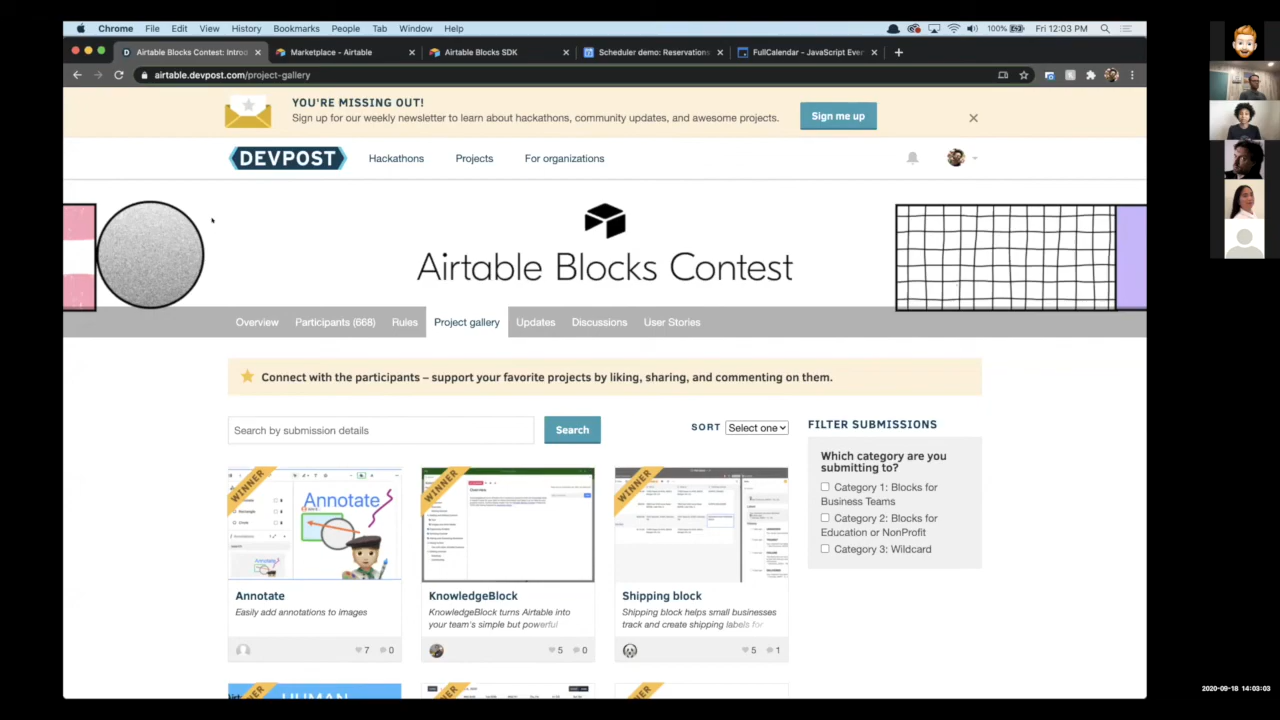 Chrome File Edit View History Bookmarks People Tab Window Help
100% Fri 12:03 PM
Airtable Blocks Contest: Introd
Marketplace - Airtable
Airtable Blocks SDK
Scheduler demo: Reservations
FullCalendar - JavaScript Even
airtable.devpost.com/project-gallery
YOU'RE MISSING OUT!
Sign up for our weekly newsletter to learn about hackathons, community updates, and awesome projects.
Sign me up
DEVPOST
Hackathons
Projects
For organizations
Airtable Blocks Contest
Overview
Participants (668)
Rules
Project gallery
Updates
Discussions
User Stories
Connect with the participants – support your favorite projects by liking, sharing, and commenting on them.
Search by submission details
Search
SORT
Select one
FILTER SUBMISSIONS
Which category are you
submitting to?
Category 1: Blocks for
Business Teams
Category 2: Blocks for
Education or NonProfit
Category 3: Wildcard
WINNER
Annotate
Annotate
Easily add annotations to images
7 0
WINNER
KnowledgeBlock
KnowledgeBlock turns Airtable into
your team's simple but powerful
5 0
WINNER
Shipping block
Shipping block helps small businesses
track and create shipping labels for
5 1
HUMAN
2020-09-18 14:03:03